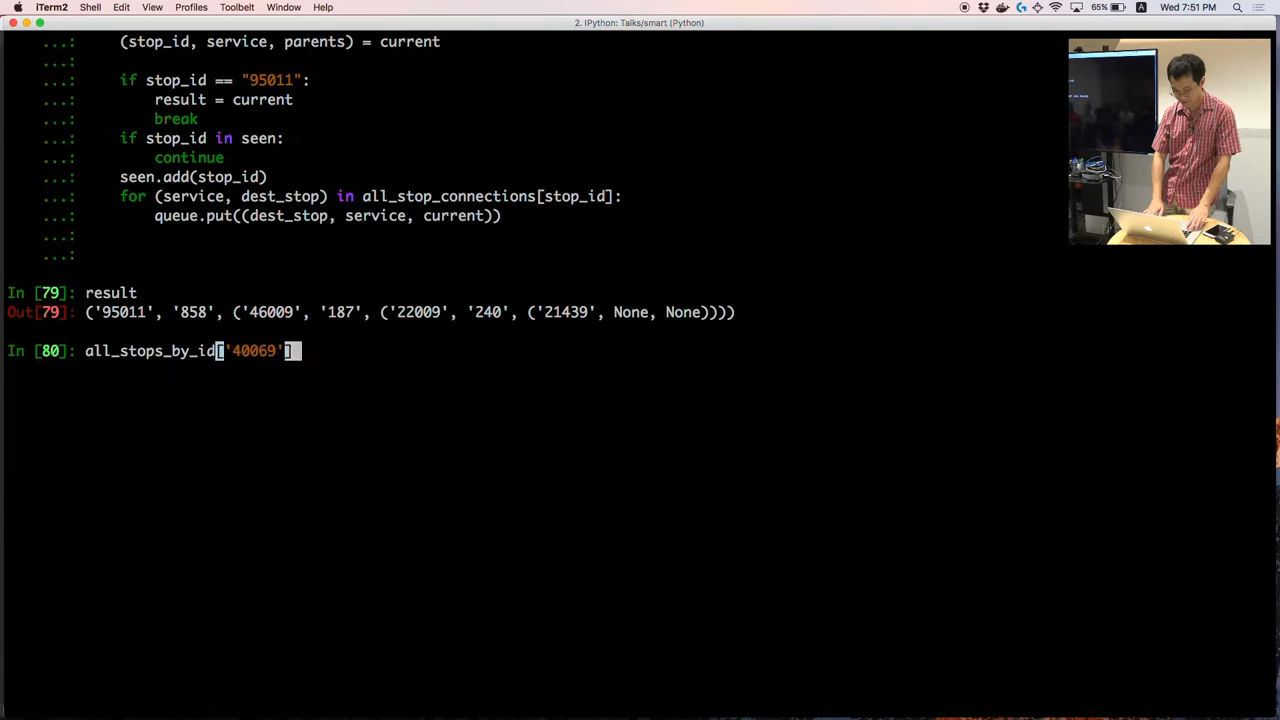 iTerm2 Shell Edit View Profiles Toolbelt Window Help 65% A Wed 7:51 PM
2. IPython: Talks/smart (Python)
...: (stop_id, service, parents) = current
...:
...: if stop_id == "95011":
...: result = current
...: break
...: if stop_id in seen:
...: continue
...: seen.add(stop_id)
...: for (service, dest_stop) in all_stop_connections[stop_id]:
...: queue.put((dest_stop, service, current))
...:
...:
In [79]: result
Out[79]: ('95011', '858', ('46009', '187', ('22009', '240', ('21439', None, None))))
In [80]: all_stops_by_id['40069']